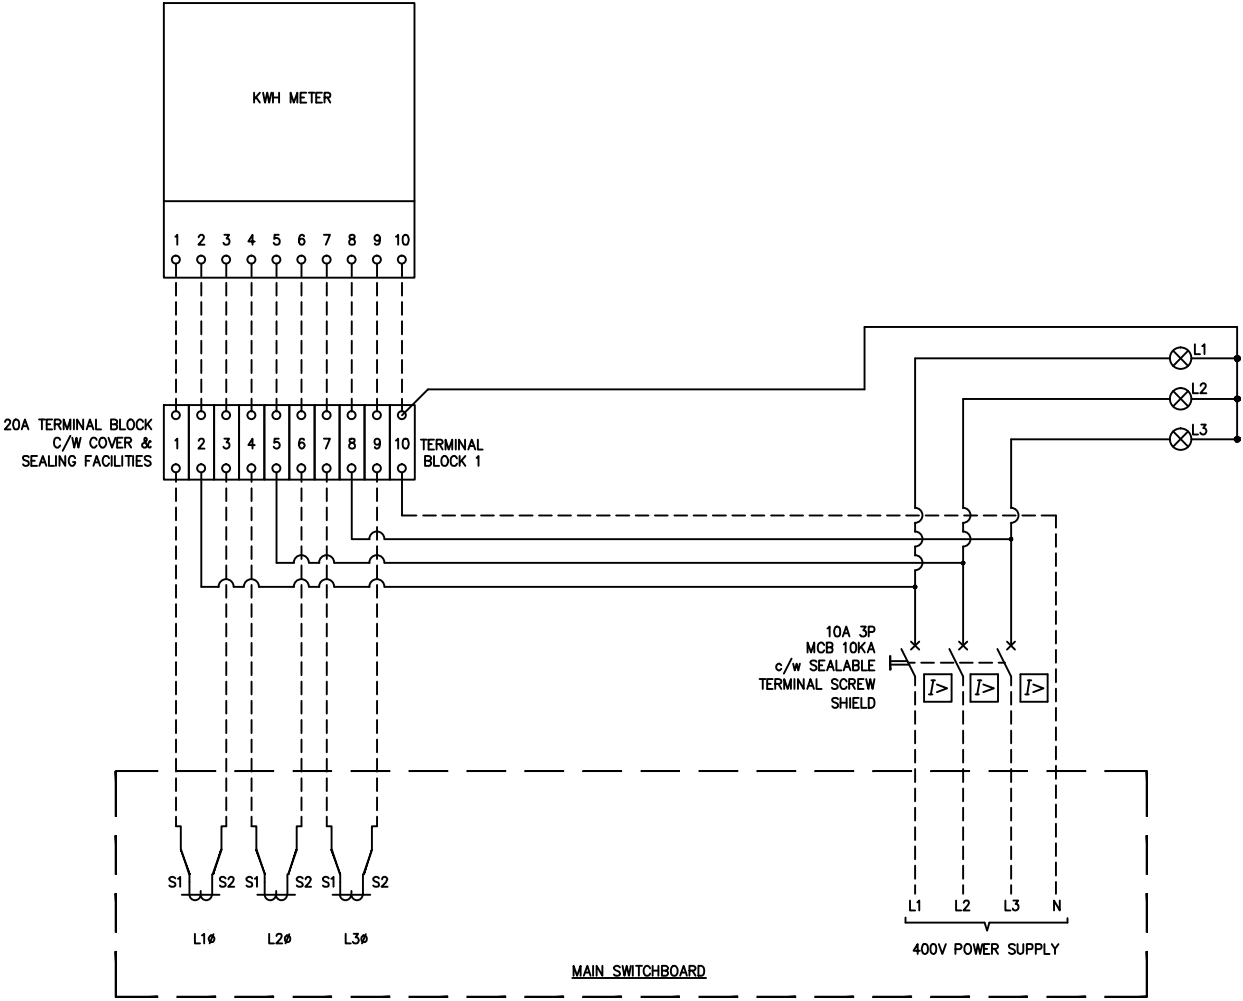 KWH METER
1 2 3 4 5 6 7 8 9 10
L1
L2
L3
20A TERMINAL BLOCK
C/W COVER &
SEALING FACILITIES
1 2 3 4 5 6 7 8 9 10
TERMINAL
BLOCK 1
10A 3P
MCB 10KA
c/w SEALABLE
TERMINAL SCREW
SHIELD
I> I> I>
S1 S2 S1 S2 S1 S2
L1ø L2ø L3ø
L1 L2 L3 N
400V POWER SUPPLY
MAIN SWITCHBOARD